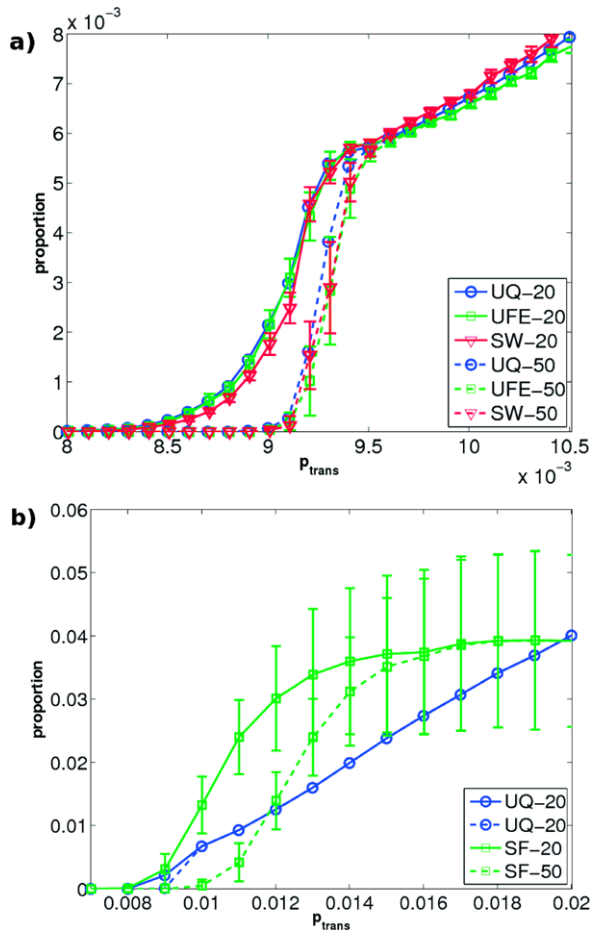 a)
x 10⁻³
8
7
6
5
4
3
2
1
0
proportion
UQ−20
UFE−20
SW−20
UQ−50
UFE−50
SW−50
8 8.5 9 9.5 10 10.5
p_trans
x 10⁻³
b)
0.06
0.05
0.04
0.03
0.02
0.01
0
proportion
UQ−20
UQ−20
SF−20
SF−50
0.008 0.01 0.012 0.014 0.016 0.018 0.02
p_trans